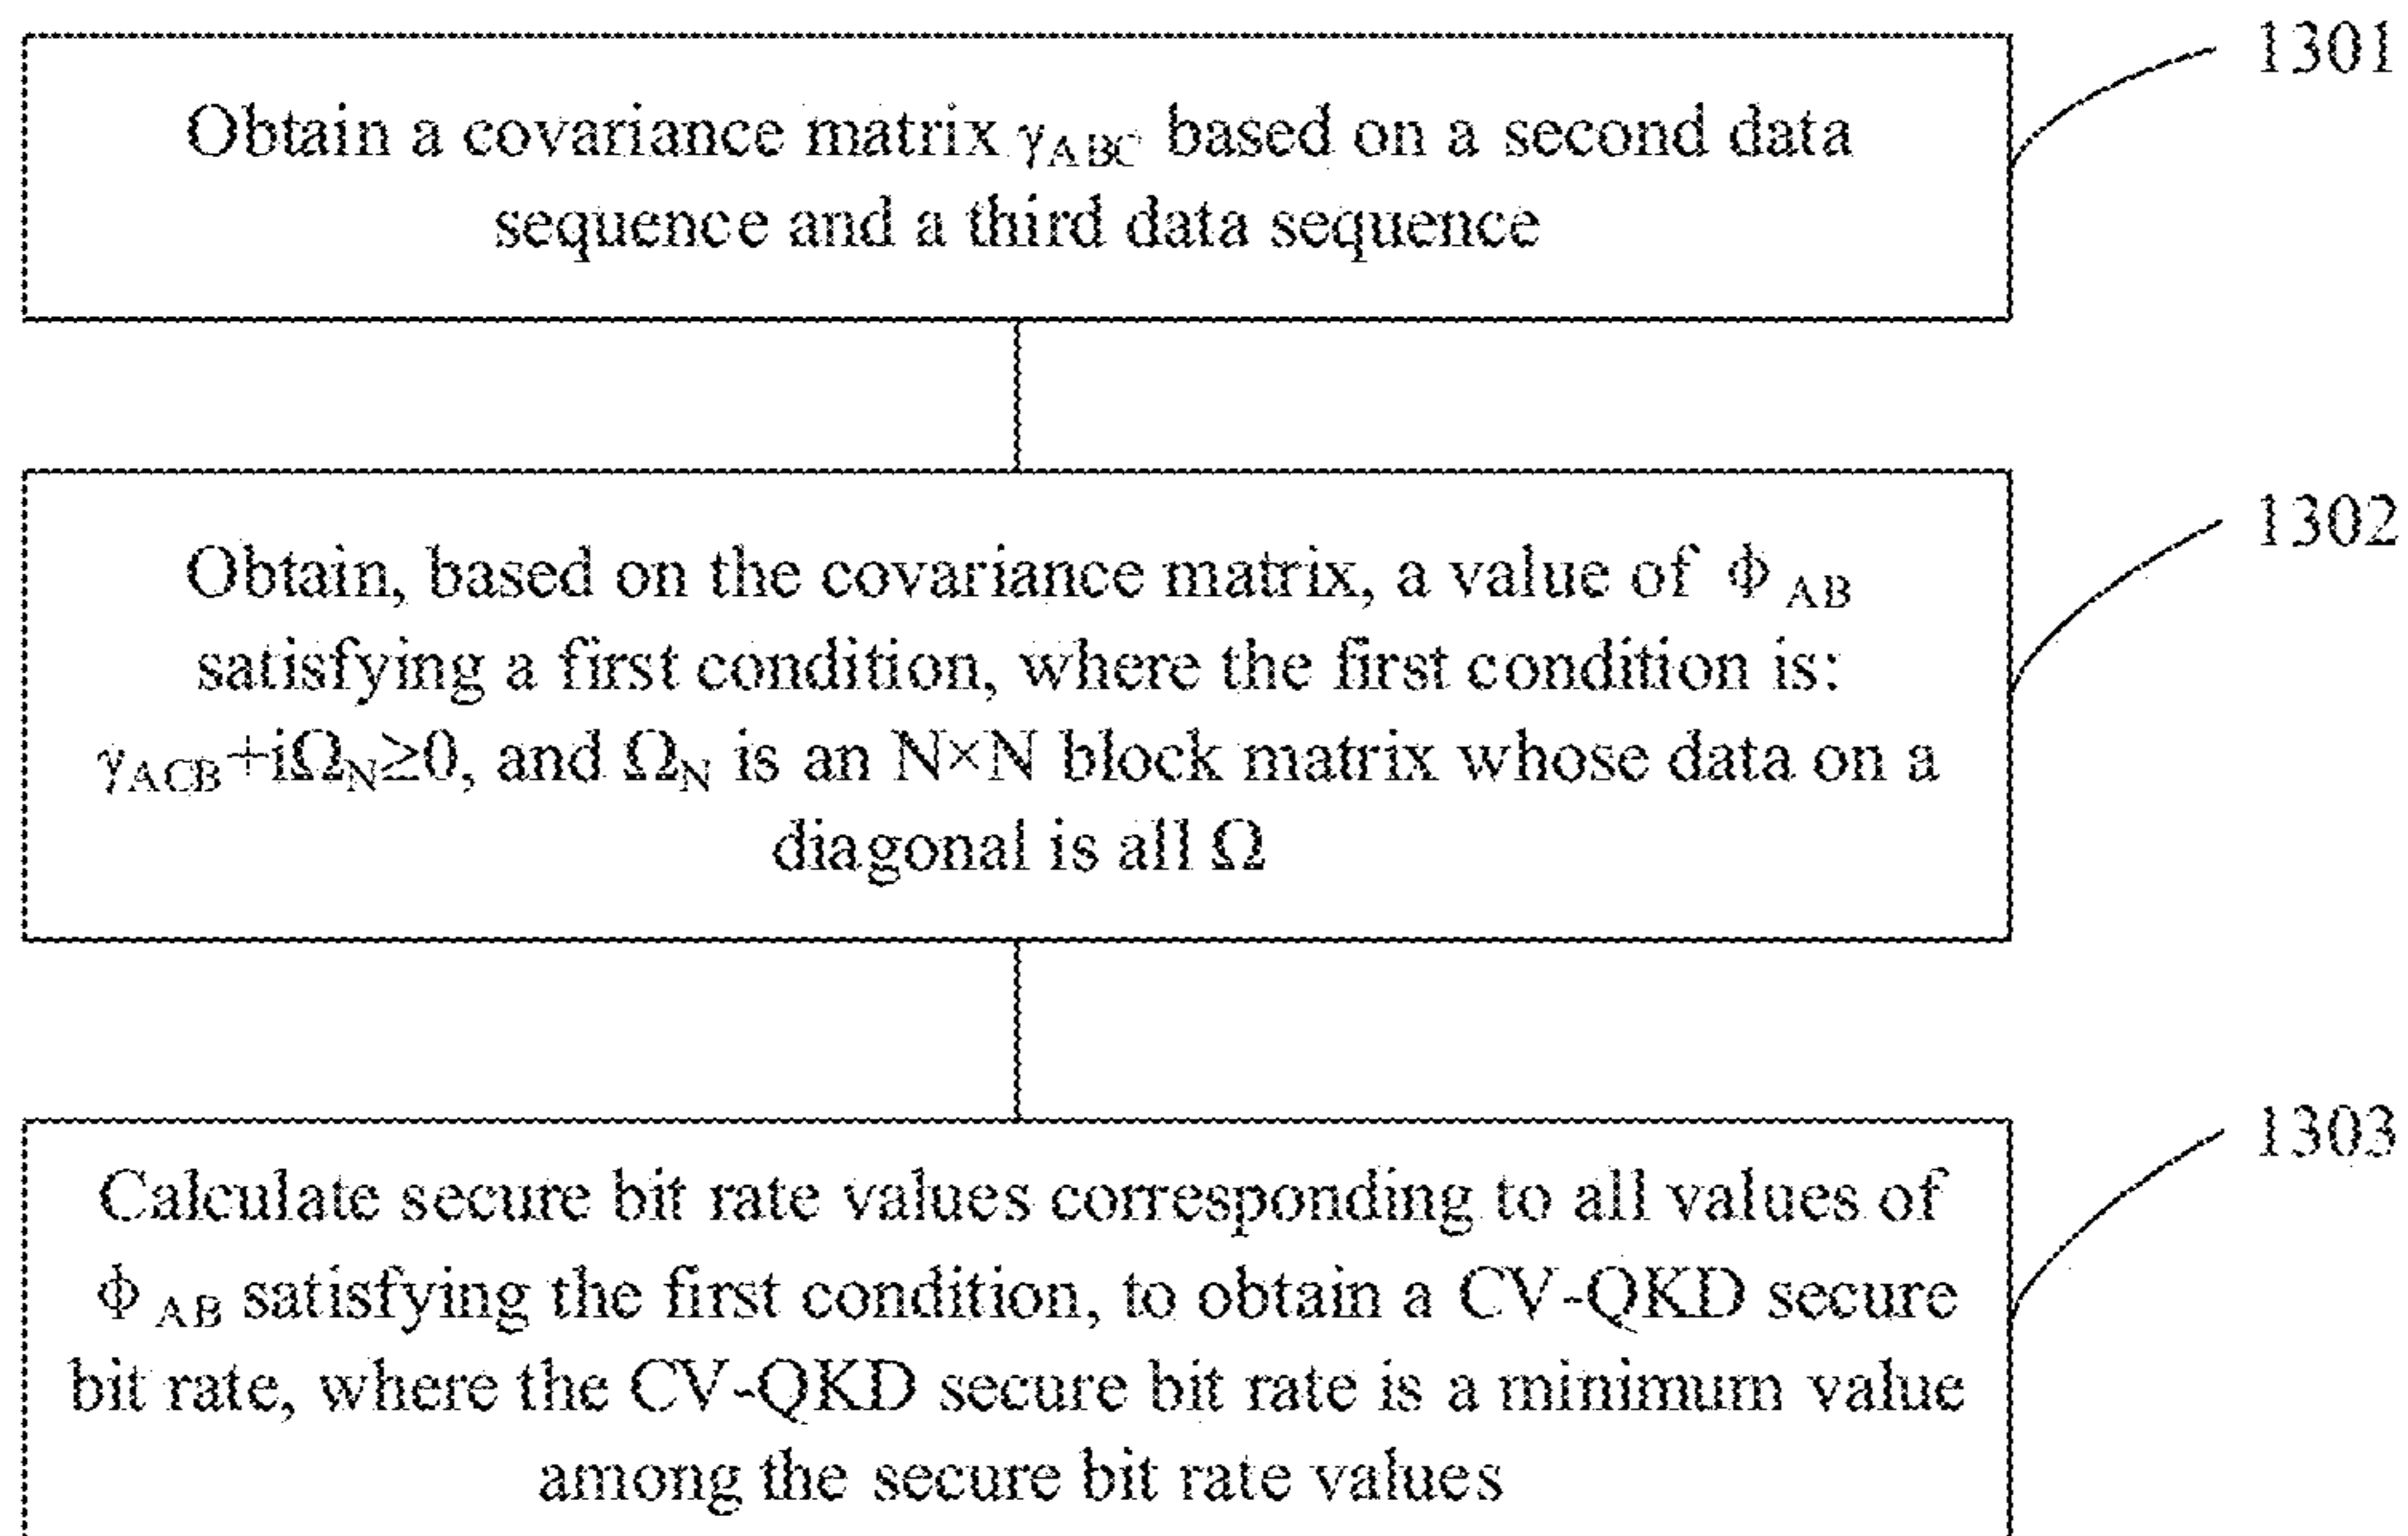 1301
Obtain a covariance matrix γABC based on a second data
sequence and a third data sequence
1302
Obtain, based on the covariance matrix, a value of ΦAB
satisfying a first condition, where the first condition is:
γACB+iΩN≥0, and ΩN is an N×N block matrix whose data on a
diagonal is all Ω
1303
Calculate secure bit rate values corresponding to all values of
ΦAB satisfying the first condition, to obtain a CV-QKD secure
bit rate, where the CV-QKD secure bit rate is a minimum value
among the secure bit rate values